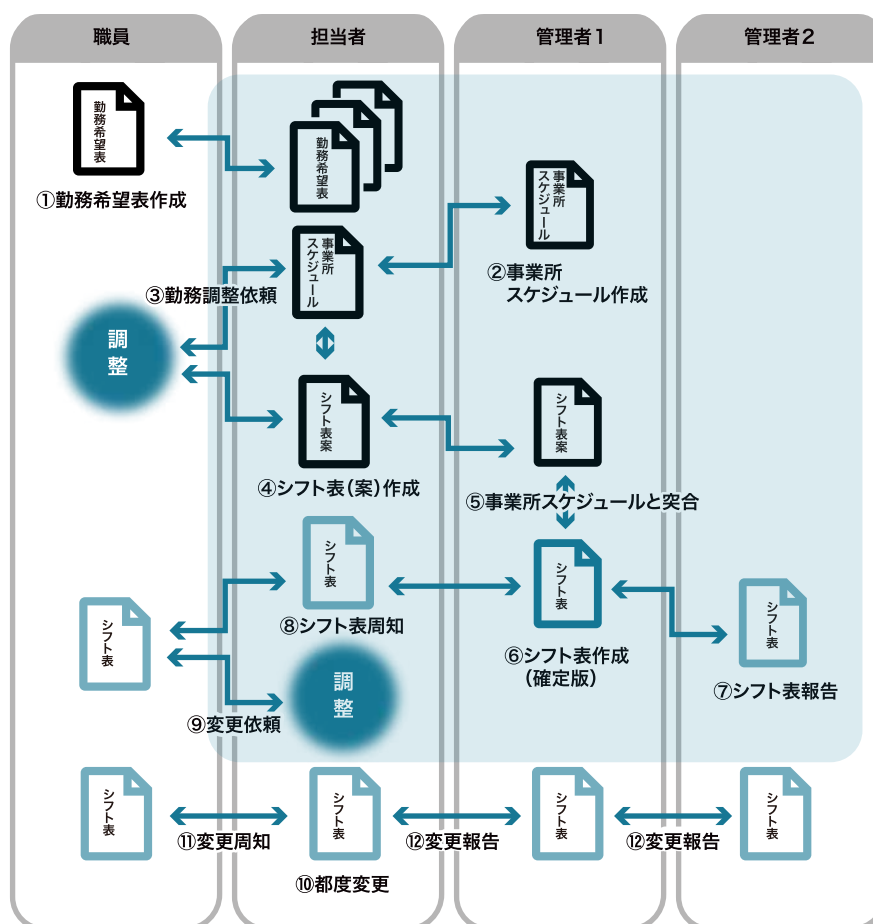 職員
担当者
管理者1
管理者2
勤務希望表
①勤務希望表作成
勤務希望表
事業所
スケジュール
②事業所
スケジュール作成
事業所
スケジュール
③勤務調整依頼
調整
シフト表案
④シフト表（案）作成
シフト表案
⑤事業所スケジュールと突合
シフト表
⑥シフト表作成
（確定版）
シフト表
⑦シフト表報告
シフト表
⑧シフト表周知
シフト表
⑨変更依頼
調整
シフト表
シフト表
シフト表
シフト表
⑩都度変更
⑪変更周知
⑫変更報告
⑫変更報告